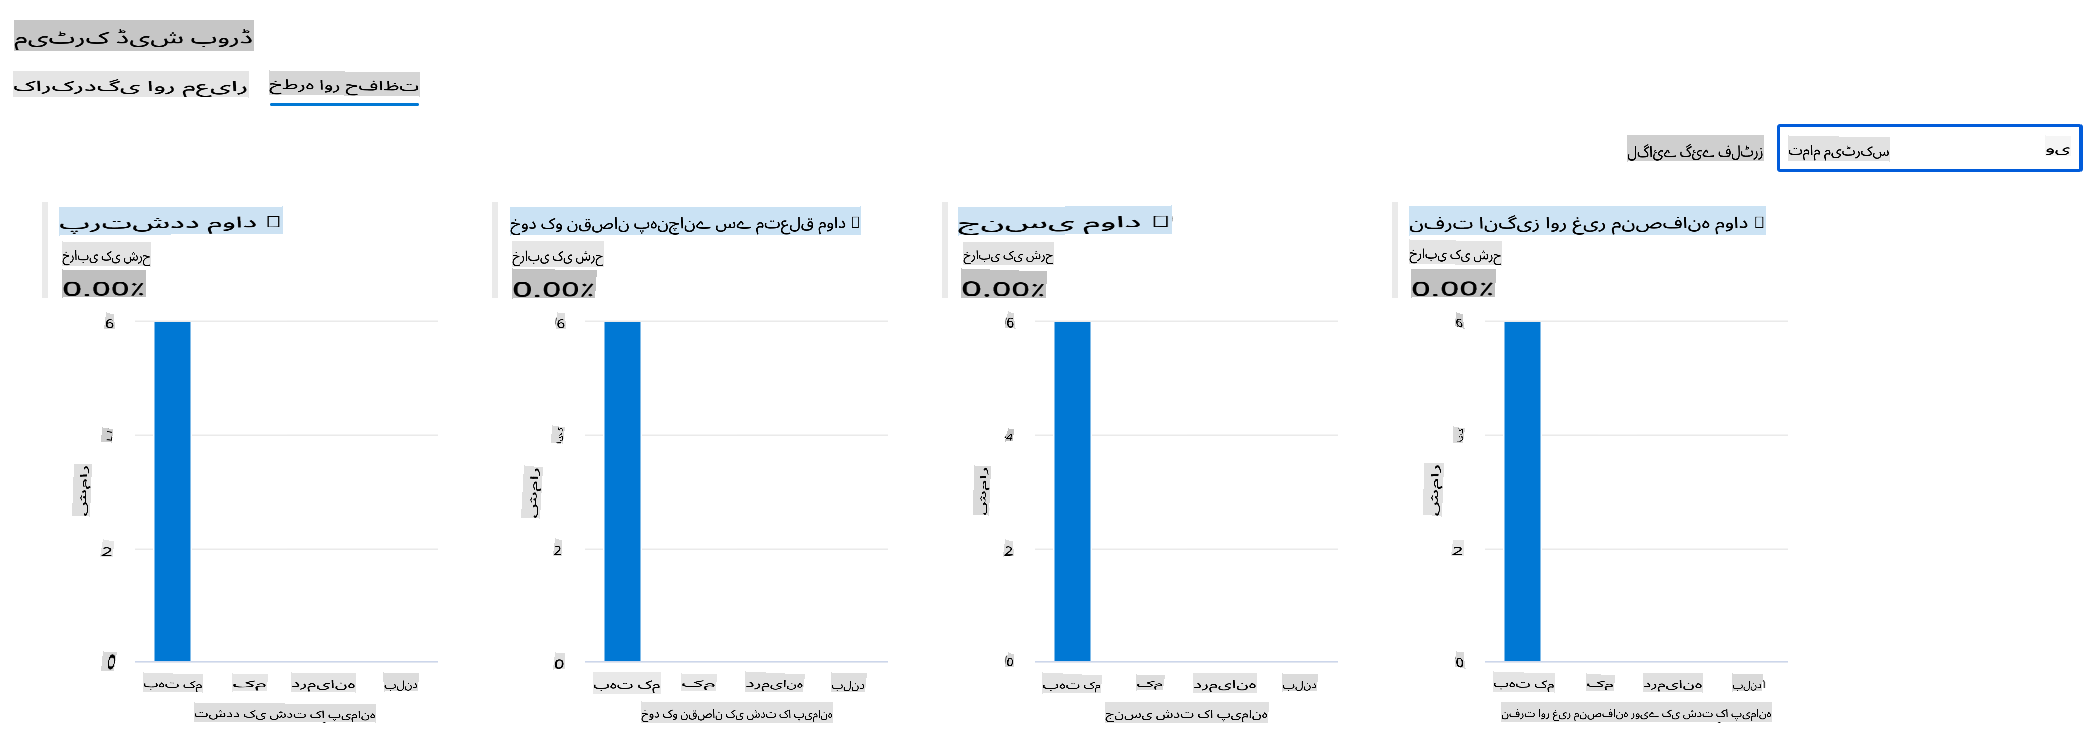 میٹرک ڈیش بورڈ
کارکردگی اور معیار
خطرہ اور حفاظت
لگائے گئے فلٹرز
تمام میٹرکس
وی
پرتشدد مواد
خرابی کی شرح
0.00%
6
2
0
شمار
بہت کم
کم
درمیانہ
بلند
تشدد کی شدت کا پیمانہ
خود کو نقصان پہنچانے سے متعلق مواد
خرابی کی شرح
0.00%
6
2
0
شمار
بہت کم
کم
درمیانہ
بلند
خود کو نقصان کی شدت کا پیمانہ
جنسی مواد
خرابی کی شرح
0.00%
6
4
2
0
شمار
بہت کم
کم
درمیانہ
بلند
جنسی شدت کا پیمانہ
نفرت انگیز اور غیر منصفانہ مواد
خرابی کی شرح
0.00%
6
2
0
شمار
بہت کم
کم
درمیانہ
بلند
نفرت اور غیر منصفانہ رویے کی شدت کا پیمانہ